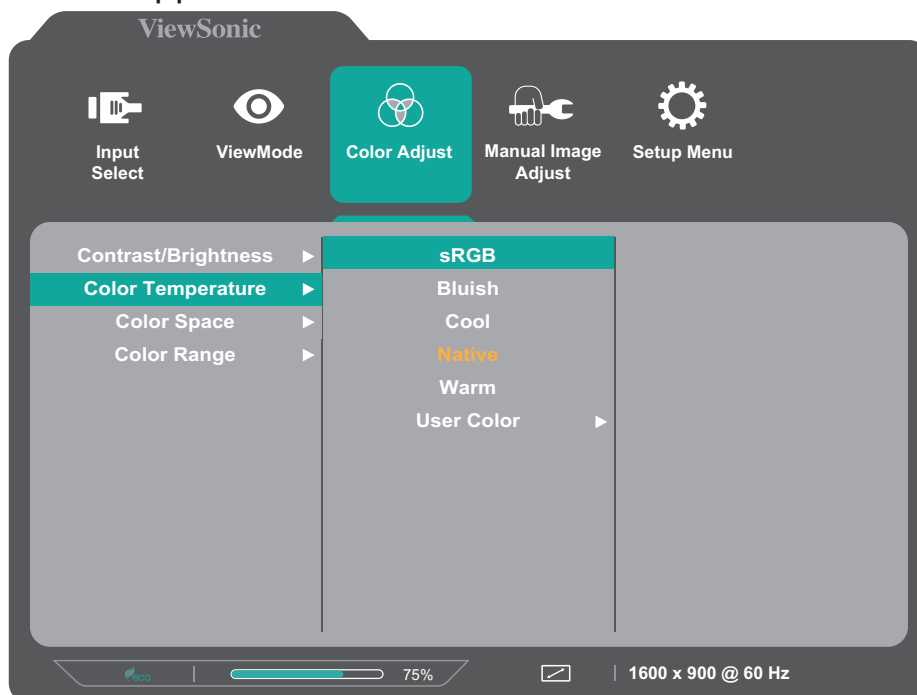 ViewSonic
Input
Select
ViewMode
Color Adjust
Manual Image
Adjust
Setup Menu
Contrast/Brightness
Color Temperature
Color Space
Color Range
sRGB
Bluish
Cool
Native
Warm
User Color
eco
75%
1600 x 900 @ 60 Hz